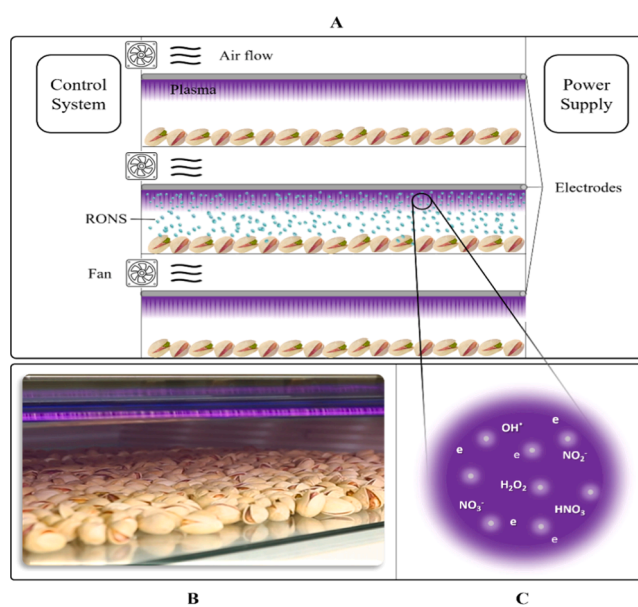 A
Control
System
Air flow
Power
Supply
Plasma
Electrodes
RONS
Fan
OH⁺
e
e
e
NO₂⁻
H₂O₂
NO₃⁻
HNO₃
e
e
B
C